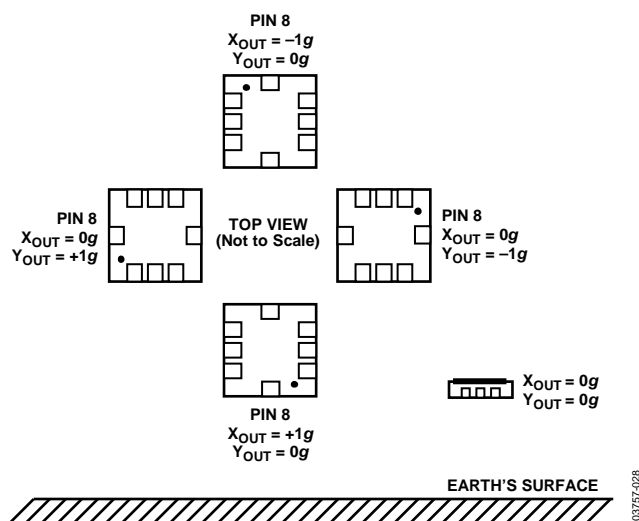 PIN 8
XOUT = –1g
YOUT = 0g
PIN 8
XOUT = 0g
YOUT = +1g
TOP VIEW
(Not to Scale)
PIN 8
XOUT = 0g
YOUT = –1g
PIN 8
XOUT = +1g
YOUT = 0g
XOUT = 0g
YOUT = 0g
EARTH'S SURFACE
03757-028